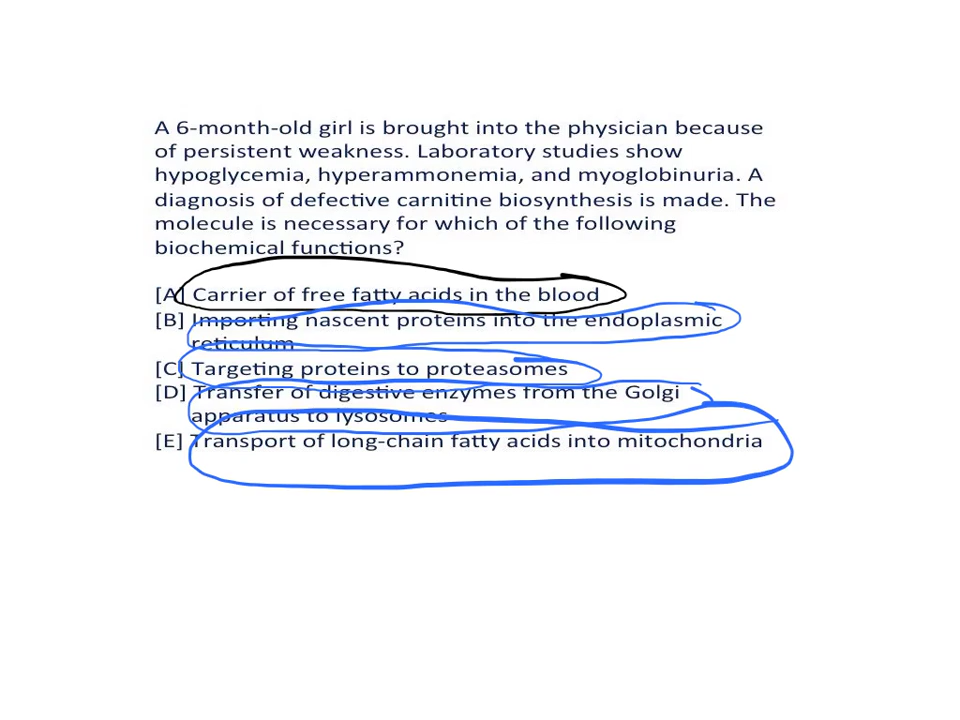 A 6-month-old girl is brought into the physician because
of persistent weakness. Laboratory studies show
hypoglycemia, hyperammonemia, and myoglobinuria. A
diagnosis of defective carnitine biosynthesis is made. The
molecule is necessary for which of the following
biochemical functions?
[A] Carrier of free fatty acids in the blood
[B] Importing nascent proteins into the endoplasmic
reticulum
[C] Targeting proteins to proteasomes
[D] Transfer of digestive enzymes from the Golgi
apparatus to lysosomes
[E] Transport of long-chain fatty acids into mitochondria